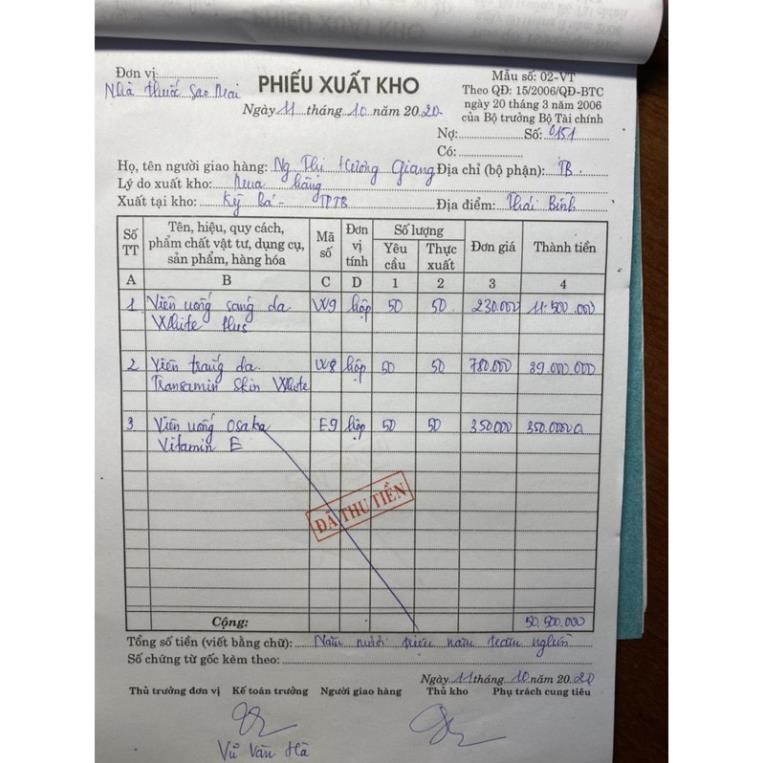 Đơn vị:
Nhà thuốc Sao Mai
PHIẾU XUẤT KHO
Ngày 11 tháng 10 năm 2020
Mẫu số: 02-VT
Theo QĐ: 15/2006/QĐ-BTC
ngày 20 tháng 3 năm 2006
của Bộ trưởng Bộ Tài chính
Nợ: Số: 0151
Có:
Họ, tên người giao hàng: Ng Thị Hương Giang Địa chỉ (bộ phận): TB.
Lý do xuất kho: Mua hàng
Xuất tại kho: Kỳ Bá - TPTB Địa điểm: Thái Bình
Số TT Tên, hiệu, quy cách, phẩm chất vật tư, dụng cụ, sản phẩm, hàng hóa Mã số Đơn vị tính Số lượng Đơn giá Thành tiền
Yêu cầu Thực xuất
A B C D 1 2 3 4
1 Viên uống sáng da W9 hộp 50 50 230.000 11.500.000
White Plus
2 Viên trắng da W8 hộp 50 50 780.000 39.000.000
Transamin Skin White
3 Viên uống Osaka E9 hộp 50 50 350.000
Vitamin E
ĐÃ THU TIỀN
Cộng: 50.500.000
Tổng số tiền (viết bằng chữ): Năm mươi triệu năm trăm nghìn
Số chứng từ gốc kèm theo:
Ngày 11 tháng 10 năm 2020
Thủ trưởng đơn vị Kế toán trưởng Người giao hàng Thủ kho Phụ trách cung tiêu
Vũ Văn Hà